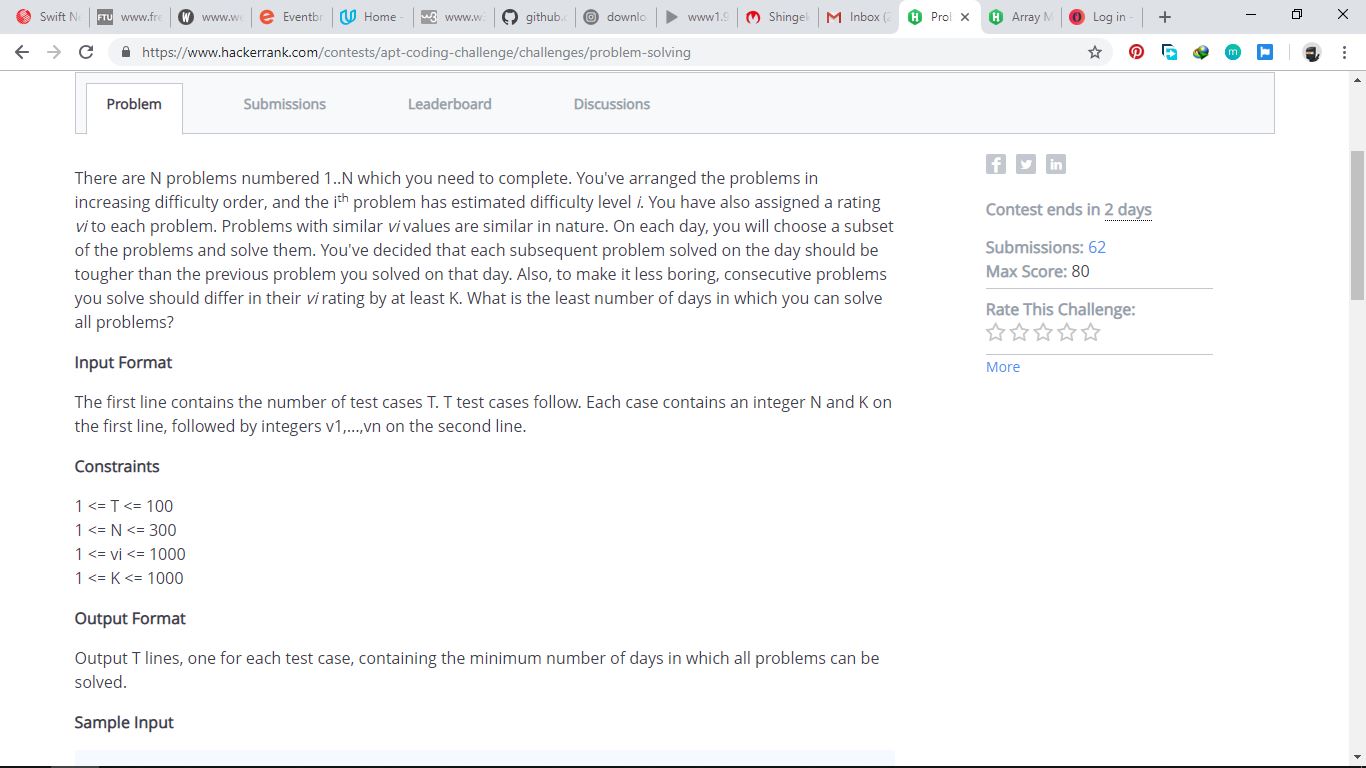 Swift N
FTU www.fre
W www.we
Eventbr
Home -
w3 www.w3
github.c
downlo
www1.9
Shingek
Inbox (2
Prol
Array M
Log in -
https://www.hackerrank.com/contests/apt-coding-challenge/challenges/problem-solving
Problem Submissions Leaderboard Discussions
There are N problems numbered 1..N which you need to complete. You've arranged the problems in
increasing difficulty order, and the ith problem has estimated difficulty level i. You have also assigned a rating
vi to each problem. Problems with similar vi values are similar in nature. On each day, you will choose a subset
of the problems and solve them. You've decided that each subsequent problem solved on the day should be
tougher than the previous problem you solved on that day. Also, to make it less boring, consecutive problems
you solve should differ in their vi rating by at least K. What is the least number of days in which you can solve
all problems?
Input Format
The first line contains the number of test cases T. T test cases follow. Each case contains an integer N and K on
the first line, followed by integers v1,...,vn on the second line.
Constraints
1 <= T <= 100
1 <= N <= 300
1 <= vi <= 1000
1 <= K <= 1000
Output Format
Output T lines, one for each test case, containing the minimum number of days in which all problems can be
solved.
Sample Input
Contest ends in 2 days
Submissions: 62
Max Score: 80
Rate This Challenge:
More